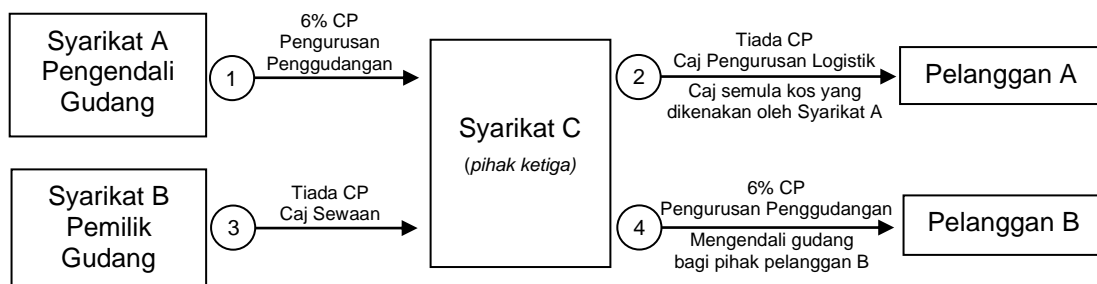 Syarikat A
Pengendali
Gudang
1
6% CP
Pengurusan
Penggudangan
Syarikat C
(pihak ketiga)
2
Tiada CP
Caj Pengurusan Logistik
Caj semula kos yang
dikenakan oleh Syarikat A
Pelanggan A
Syarikat B
Pemilik
Gudang
3
Tiada CP
Caj Sewaan
4
6% CP
Pengurusan Penggudangan
Mengendali gudang
bagi pihak pelanggan B
Pelanggan B